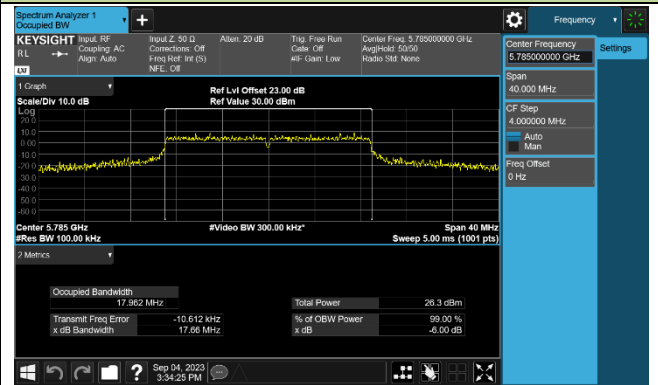 Spectrum Analyzer 1
Occupied BW
Frequency
KEYSIGHT
RL
LXI
Input: RF
Coupling: AC
Align: Auto
Input Z: 50 Ω
Corrections: Off
Freq Ref: Int (S)
NFE: Off
Atten: 20 dB
Trig: Free Run
Gate: Off
#IF Gain: Low
Center Freq: 5.785000000 GHz
Avg|Hold: 50/50
Radio Std: None
Center Frequency
5.785000000 GHz
Settings
Span
40.000 MHz
CF Step
4.000000 MHz
Auto
Man
Freq Offset
0 Hz
1 Graph
Scale/Div 10.0 dB
Ref Lvl Offset 23.00 dB
Ref Value 30.00 dBm
Log
20.0
10.0
0.00
-10.0
-20.0
-30.0
-40.0
-50.0
-60.0
Center 5.785 GHz
#Res BW 100.00 kHz
#Video BW 300.00 kHz*
Span 40 MHz
Sweep 5.00 ms (1001 pts)
2 Metrics
Occupied Bandwidth
17.962 MHz
Total Power 26.3 dBm
Transmit Freq Error -10.612 kHz
% of OBW Power 99.00 %
x dB Bandwidth 17.66 MHz
x dB -6.00 dB
Sep 04, 2023
3:34:25 PM